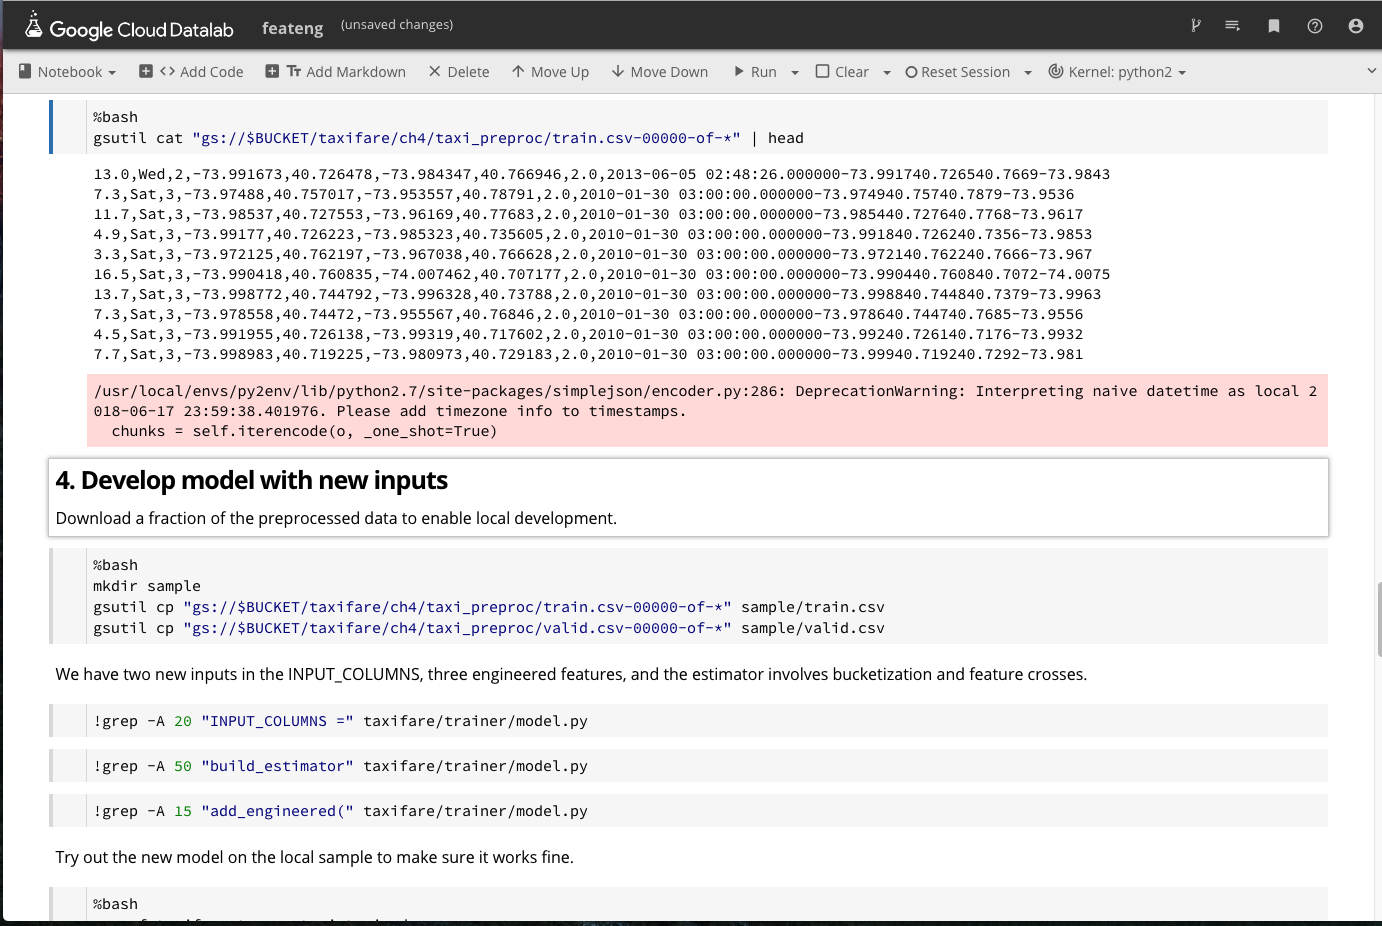 Google Cloud Datalab feateng (unsaved changes)
Notebook Add Code Add Markdown Delete Move Up Move Down Run Clear Reset Session Kernel: python2
%bash
gsutil cat "gs://$BUCKET/taxifare/ch4/taxi_preproc/train.csv-00000-of-*" | head
13.0,Wed,2,-73.991673,40.726478,-73.984347,40.766946,2.0,2013-06-05 02:48:26.000000-73.991740.726540.7669-73.9843
7.3,Sat,3,-73.97488,40.757017,-73.953557,40.78791,2.0,2010-01-30 03:00:00.000000-73.974940.75740.7879-73.9536
11.7,Sat,3,-73.98537,40.727553,-73.96169,40.77683,2.0,2010-01-30 03:00:00.000000-73.985440.727640.7768-73.9617
4.9,Sat,3,-73.99177,40.726223,-73.985323,40.735605,2.0,2010-01-30 03:00:00.000000-73.991840.726240.7356-73.9853
3.3,Sat,3,-73.972125,40.762197,-73.967038,40.766628,2.0,2010-01-30 03:00:00.000000-73.972140.762240.7666-73.967
16.5,Sat,3,-73.990418,40.760835,-74.007462,40.707177,2.0,2010-01-30 03:00:00.000000-73.990440.760840.7072-74.0075
13.7,Sat,3,-73.998772,40.744792,-73.996328,40.73788,2.0,2010-01-30 03:00:00.000000-73.998840.744840.7379-73.9963
7.3,Sat,3,-73.978558,40.74472,-73.955567,40.76846,2.0,2010-01-30 03:00:00.000000-73.978640.744740.7685-73.9556
4.5,Sat,3,-73.991955,40.726138,-73.99319,40.717602,2.0,2010-01-30 03:00:00.000000-73.99240.726140.7176-73.9932
7.7,Sat,3,-73.998983,40.719225,-73.980973,40.729183,2.0,2010-01-30 03:00:00.000000-73.99940.719240.7292-73.981
/usr/local/envs/py2env/lib/python2.7/site-packages/simplejson/encoder.py:286: DeprecationWarning: Interpreting naive datetime as local 2
018-06-17 23:59:38.401976. Please add timezone info to timestamps.
chunks = self.iterencode(o, _one_shot=True)
4. Develop model with new inputs
Download a fraction of the preprocessed data to enable local development.
%bash
mkdir sample
gsutil cp "gs://$BUCKET/taxifare/ch4/taxi_preproc/train.csv-00000-of-*" sample/train.csv
gsutil cp "gs://$BUCKET/taxifare/ch4/taxi_preproc/valid.csv-00000-of-*" sample/valid.csv
We have two new inputs in the INPUT_COLUMNS, three engineered features, and the estimator involves bucketization and feature crosses.
!grep -A 20 "INPUT_COLUMNS =" taxifare/trainer/model.py
!grep -A 50 "build_estimator" taxifare/trainer/model.py
!grep -A 15 "add_engineered(" taxifare/trainer/model.py
Try out the new model on the local sample to make sure it works fine.
%bash